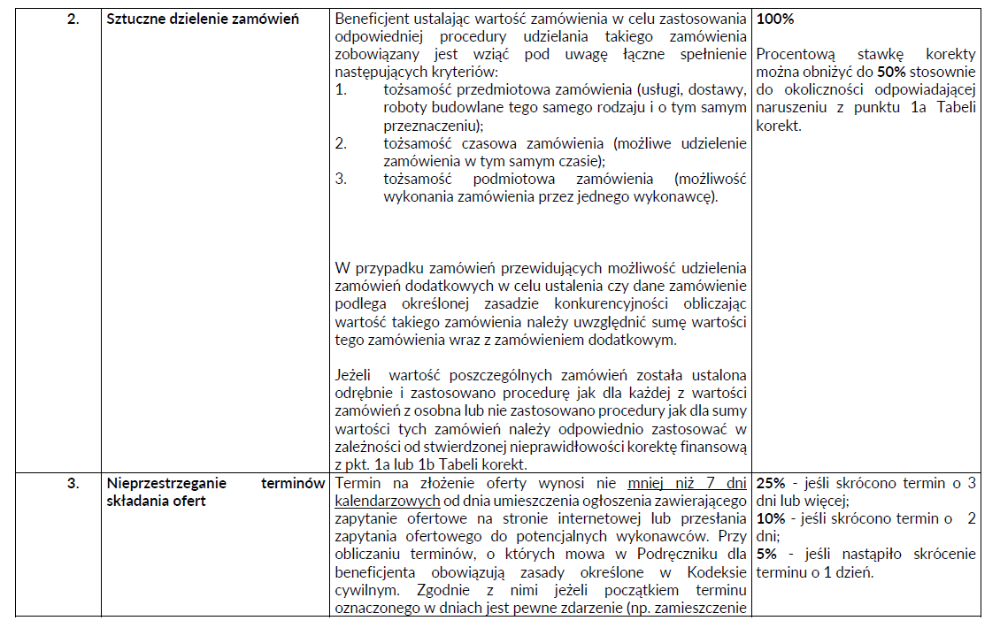 2.
Sztuczne dzielenie zamówień
Beneficjent ustalając wartość zamówienia w celu zastosowania
odpowiedniej procedury udzielania takiego zamówienia
zobowiązany jest wziąć pod uwagę łączne spełnienie
następujących kryteriów:
1. tożsamość przedmiotowa zamówienia (usługi, dostawy,
roboty budowlane tego samego rodzaju i o tym samym
przeznaczeniu);
2. tożsamość czasowa zamówienia (możliwe udzielenie
zamówienia w tym samym czasie);
3. tożsamość podmiotowa zamówienia (możliwość
wykonania zamówienia przez jednego wykonawcę).
W przypadku zamówień przewidujących możliwość udzielenia
zamówień dodatkowych w celu ustalenia czy dane zamówienie
podlega określonej zasadzie konkurencyjności obliczając
wartość takiego zamówienia należy uwzględnić sumę wartości
tego zamówienia wraz z zamówieniem dodatkowym.
Jeżeli wartość poszczególnych zamówień została ustalona
odrębnie i zastosowano procedurę jak dla każdej z wartości
zamówień z osobna lub nie zastosowano procedury jak dla sumy
wartości tych zamówień należy odpowiednio zastosować w
zależności od stwierdzonej nieprawidłowości korektę finansową
z pkt. 1a lub 1b Tabeli korekt.
100%
Procentową stawkę korekty
można obniżyć do 50% stosownie
do okoliczności odpowiadającej
naruszeniu z punktu 1a Tabeli
korekt.
3.
Nieprzestrzeganie terminów
składania ofert
Termin na złożenie oferty wynosi nie mniej niż 7 dni
kalendarzowych od dnia umieszczenia ogłoszenia zawierającego
zapytanie ofertowe na stronie internetowej lub przesłania
zapytania ofertowego do potencjalnych wykonawców. Przy
obliczaniu terminów, o których mowa w Podręczniku dla
beneficjenta obowiązują zasady określone w Kodeksie
cywilnym. Zgodnie z nimi jeżeli początkiem terminu
oznaczonego w dniach jest pewne zdarzenie (np. zamieszczenie
25% - jeśli skrócono termin o 3
dni lub więcej;
10% - jeśli skrócono termin o 2
dni;
5% - jeśli nastąpiło skrócenie
terminu o 1 dzień.